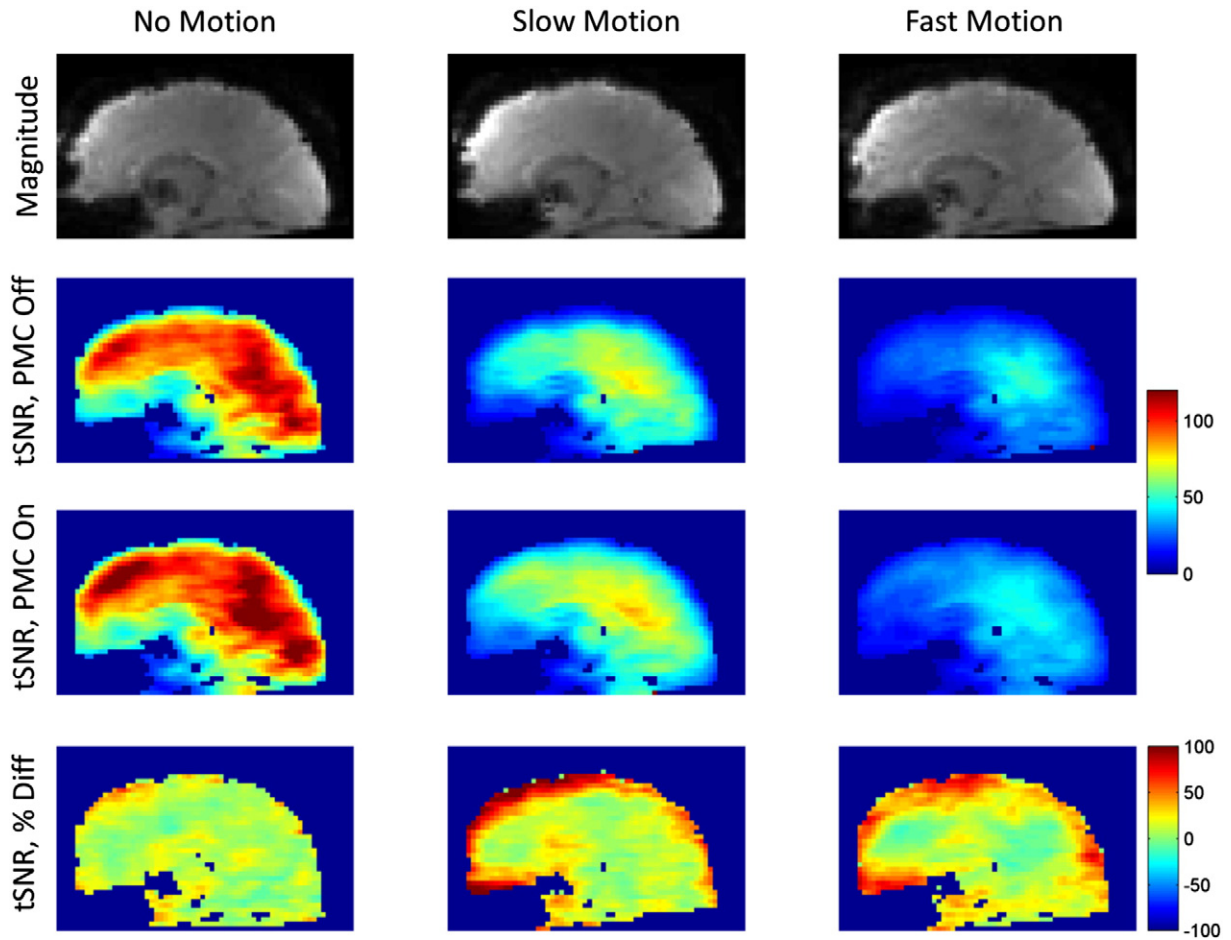 No Motion
Slow Motion
Fast Motion
Magnitude
tSNR, PMC Off
100
50
0
tSNR, PMC On
tSNR, % Diff
100
50
0
-50
-100